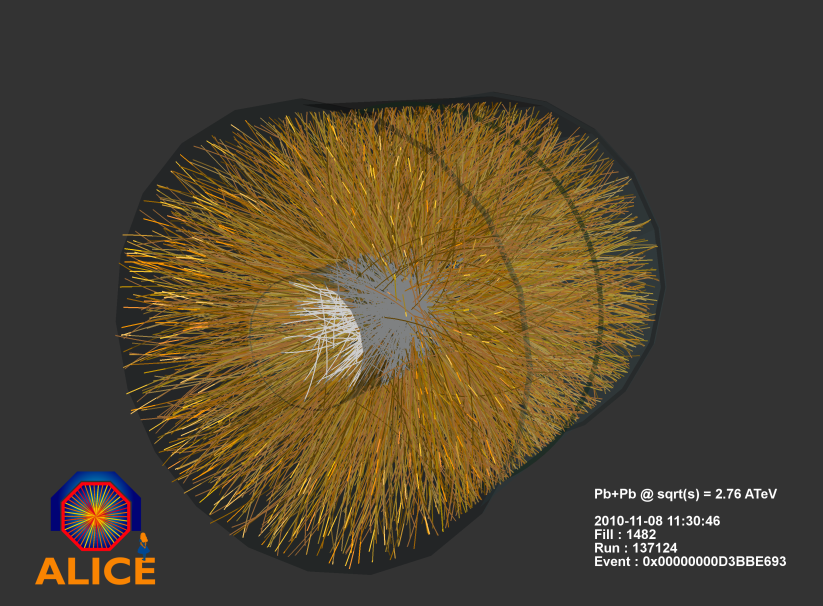 Pb+Pb @ sqrt(s) = 2.76 ATeV
2010-11-08 11:30:46
Fill : 1482
Run : 137124
Event : 0x00000000D3BBE693
ALICE